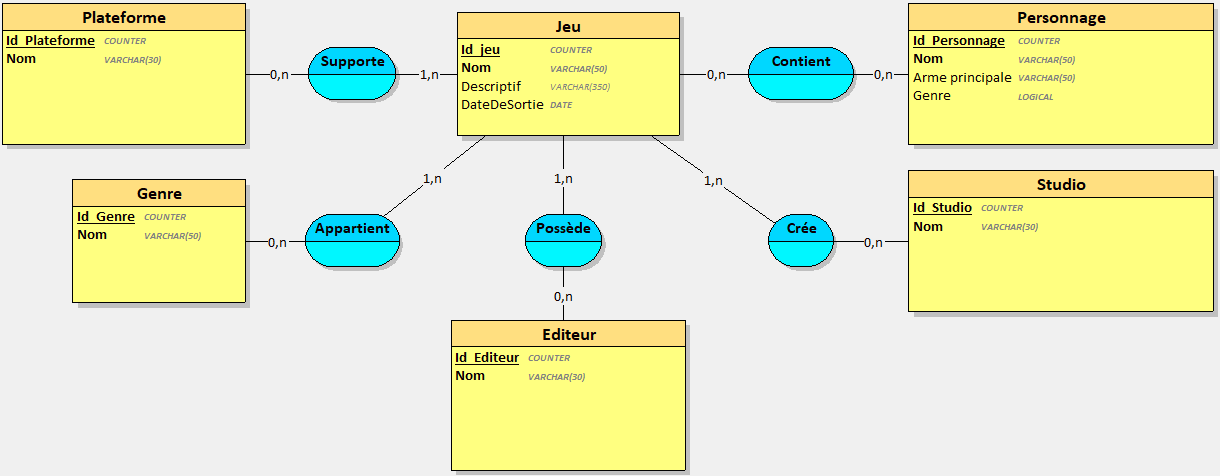 Plateforme
Id_Plateforme COUNTER
Nom VARCHAR(30)
0,n
Supporte
1,n
Jeu
Id_jeu COUNTER
Nom VARCHAR(50)
Descriptif VARCHAR(350)
DateDeSortie DATE
0,n
Contient
0,n
Personnage
Id_Personnage COUNTER
Nom VARCHAR(50)
Arme principale VARCHAR(50)
Genre LOGICAL
Genre
Id_Genre COUNTER
Nom VARCHAR(50)
0,n
Appartient
1,n
1,n
Possède
0,n
1,n
Crée
0,n
Studio
Id_Studio COUNTER
Nom VARCHAR(30)
Editeur
Id_Editeur COUNTER
Nom VARCHAR(30)